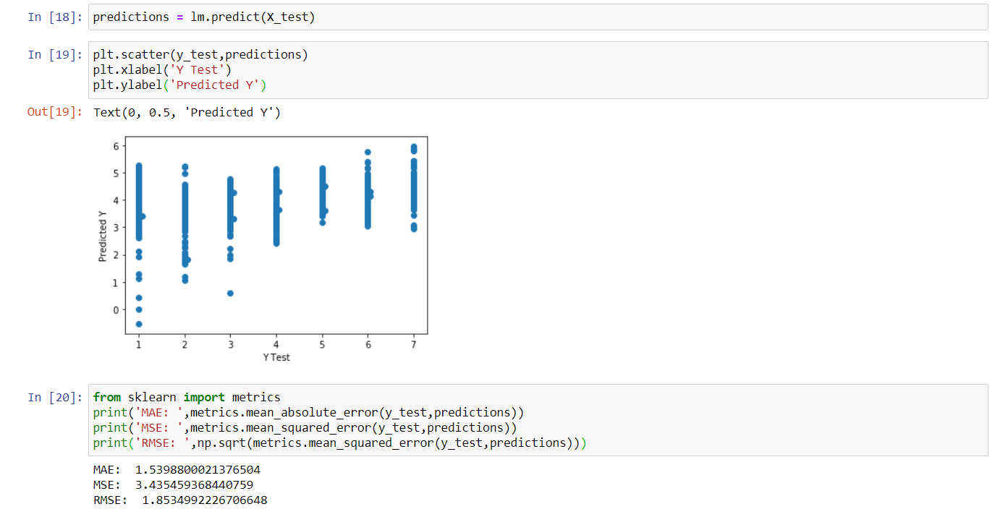 In [18]: predictions = lm.predict(X_test)
In [19]: plt.scatter(y_test,predictions)
plt.xlabel('Y Test')
plt.ylabel('Predicted Y')
Out[19]: Text(0, 0.5, 'Predicted Y')
6
5
4
3
2
1
0
Predicted Y
1 2 3 4 5 6 7
Y Test
In [20]: from sklearn import metrics
print('MAE: ',metrics.mean_absolute_error(y_test,predictions))
print('MSE: ',metrics.mean_squared_error(y_test,predictions))
print('RMSE: ',np.sqrt(metrics.mean_squared_error(y_test,predictions)))
MAE:  1.5398800021376504
MSE:  3.435459368440759
RMSE:  1.8534992226706648